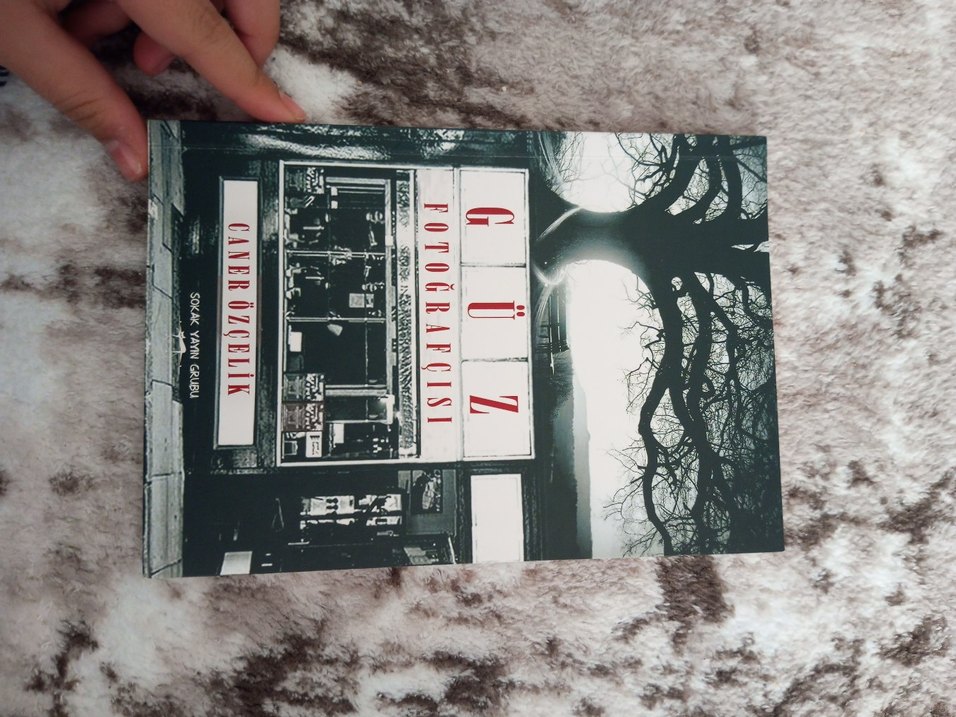 GÜZ
FOTOĞRAFÇISI
CANER ÖZÇELİK
SOKAK YAYIN GRUBU